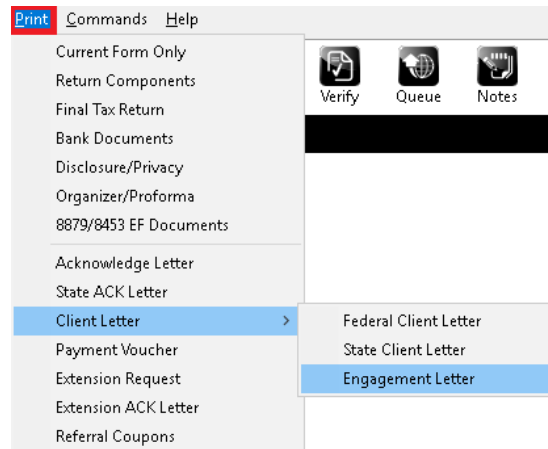 Print Commands Help
Current Form Only
Return Components
Final Tax Return
Bank Documents
Disclosure/Privacy
Organizer/Proforma
8879/8453 EF Documents
Acknowledge Letter
State ACK Letter
Client Letter >
Payment Voucher
Extension Request
Extension ACK Letter
Referral Coupons
Verify Queue Notes
Federal Client Letter
State Client Letter
Engagement Letter